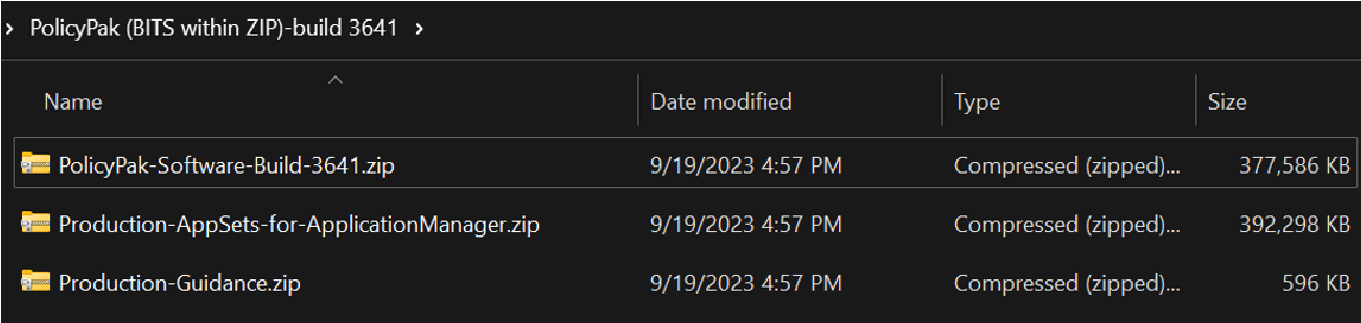 PolicyPak (BITS within ZIP)-build 3641
Name Date modified Type Size
PolicyPak-Software-Build-3641.zip 9/19/2023 4:57 PM Compressed (zipped)... 377,586 KB
Production-AppSets-for-ApplicationManager.zip 9/19/2023 4:57 PM Compressed (zipped)... 392,298 KB
Production-Guidance.zip 9/19/2023 4:57 PM Compressed (zipped)... 596 KB